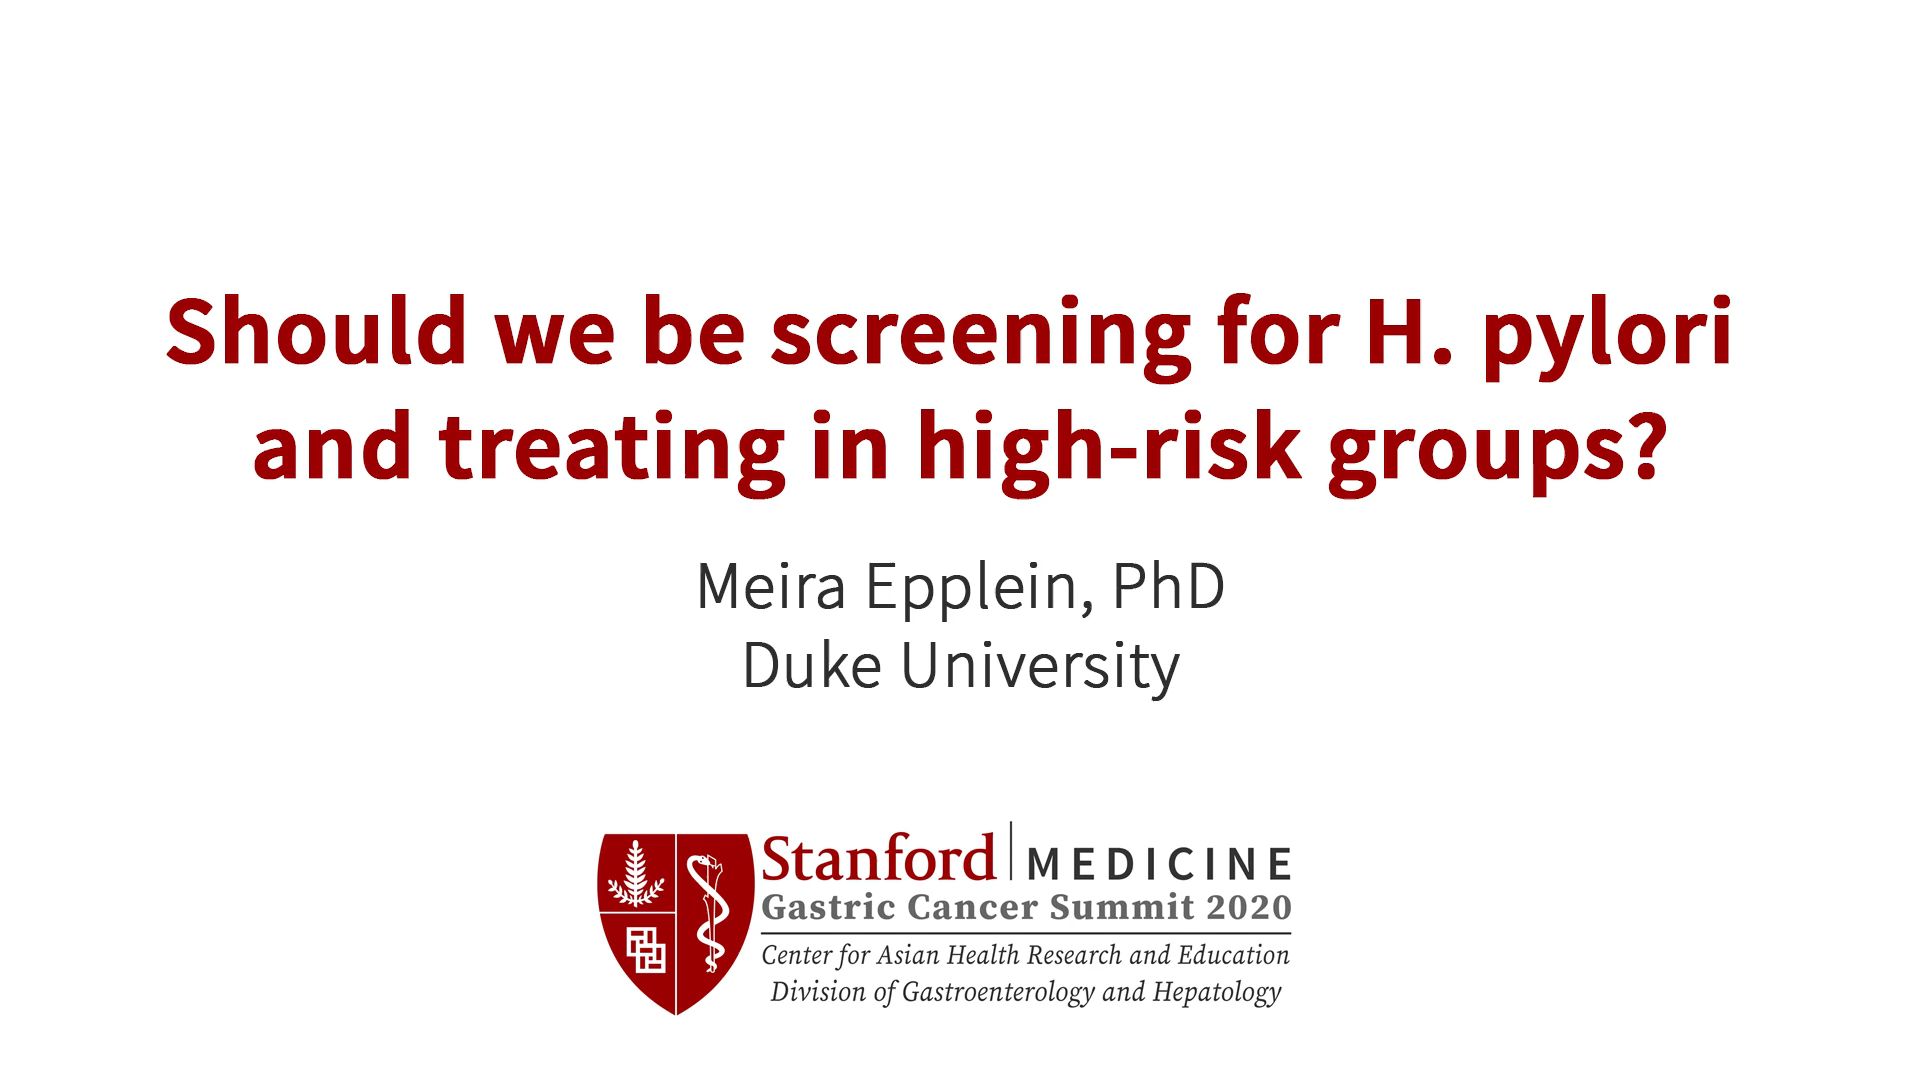 Should we be screening for H. pylori
and treating in high-risk groups?
Meira Epplein, PhD
Duke University
Stanford MEDICINE
Gastric Cancer Summit 2020
Center for Asian Health Research and Education
Division of Gastroenterology and Hepatology